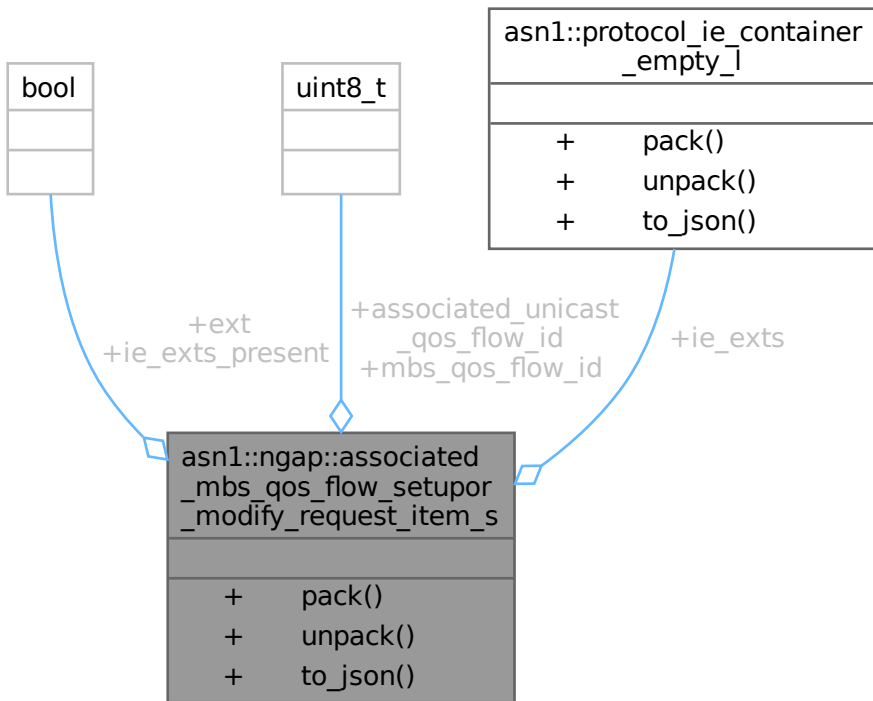 bool
uint8_t
asn1::protocol_ie_container
_empty_l
+ pack()
+ unpack()
+ to_json()
+ext
+ie_exts_present
+associated_unicast
_qos_flow_id
+mbs_qos_flow_id
+ie_exts
asn1::ngap::associated
_mbs_qos_flow_setupor
_modify_request_item_s
+ pack()
+ unpack()
+ to_json()